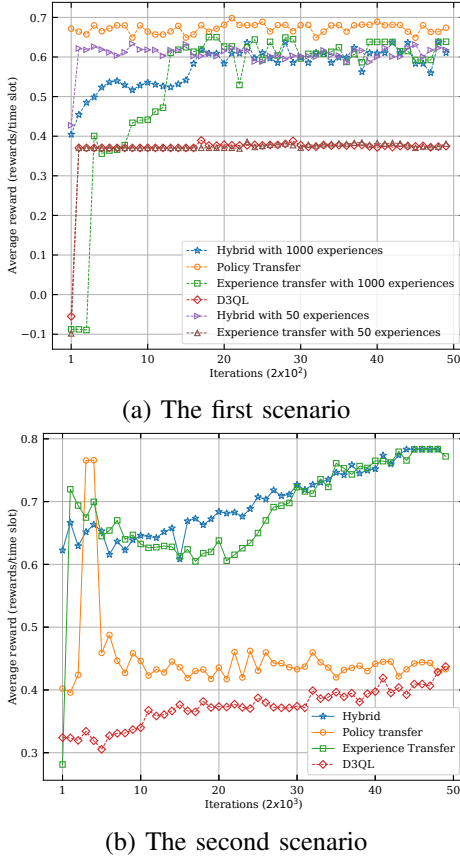 Average reward (rewards/time slot)
0.7
0.6
0.5
0.4
0.3
0.2
0.1
0.0
−0.1
Hybrid with 1000 experiences
Policy Transfer
Experience transfer with 1000 experiences
D3QL
Hybrid with 50 experiences
Experience transfer with 50 experiences
1 10 20 30 40 50
Iterations (2x10²)
(a) The first scenario
Average reward (rewards/time slot)
0.8
0.7
0.6
0.5
0.4
0.3
Hybrid
Policy transfer
Experience Transfer
D3QL
1 10 20 30 40 50
Iterations (2x10³)
(b) The second scenario